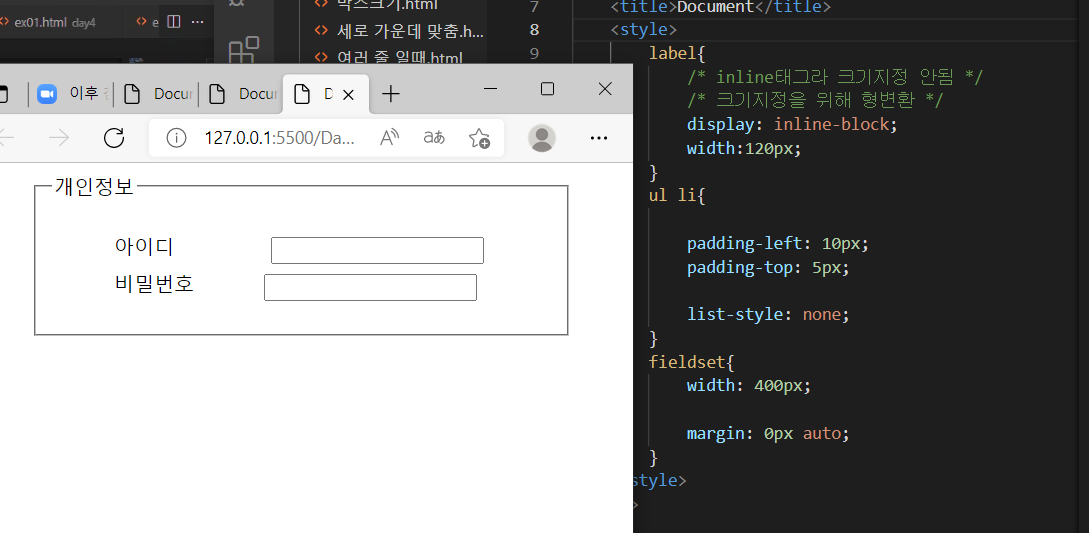 ex01.html day4
박스크기.html
세로 가운데 맞춤.h...
여러 줄 일때.html
이후
Docur
Docur
D
127.0.0.1:5500/Da...
aあ
개인정보
아이디
비밀번호
7 <title>Document</title>
8 <style>
9 label{
/* inline태그라 크기지정 안됨 */
/* 크기지정을 위해 형변환 */
display: inline-block;
width:120px;
}
ul li{
padding-left: 10px;
padding-top: 5px;
list-style: none;
}
fieldset{
width: 400px;
margin: 0px auto;
}
style>
>